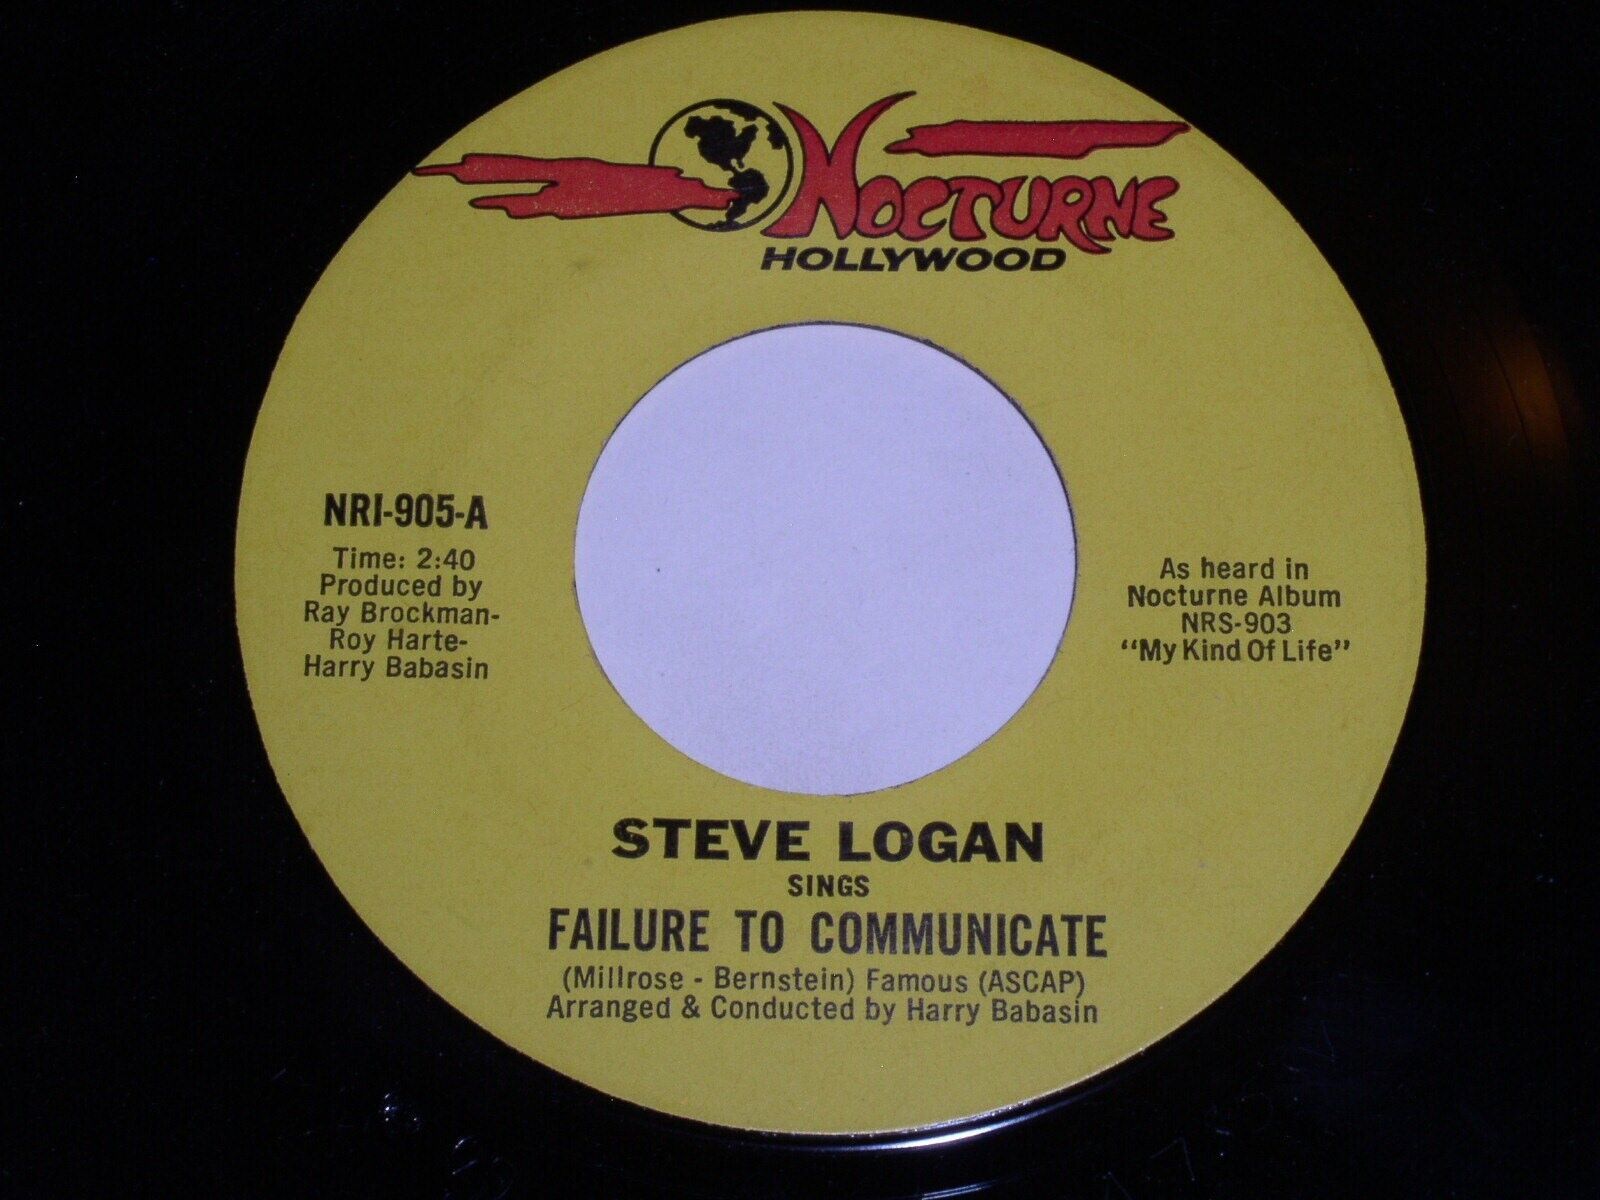 NOCTURNE
HOLLYWOOD
NRI-905-A
Time: 2:40
Produced by
Ray Brockman-
Roy Harte-
Harry Babasin
As heard in
Nocturne Album
NRS-903
"My Kind Of Life"
STEVE LOGAN
SINGS
FAILURE TO COMMUNICATE
(Millrose - Bernstein) Famous (ASCAP)
Arranged & Conducted by Harry Babasin